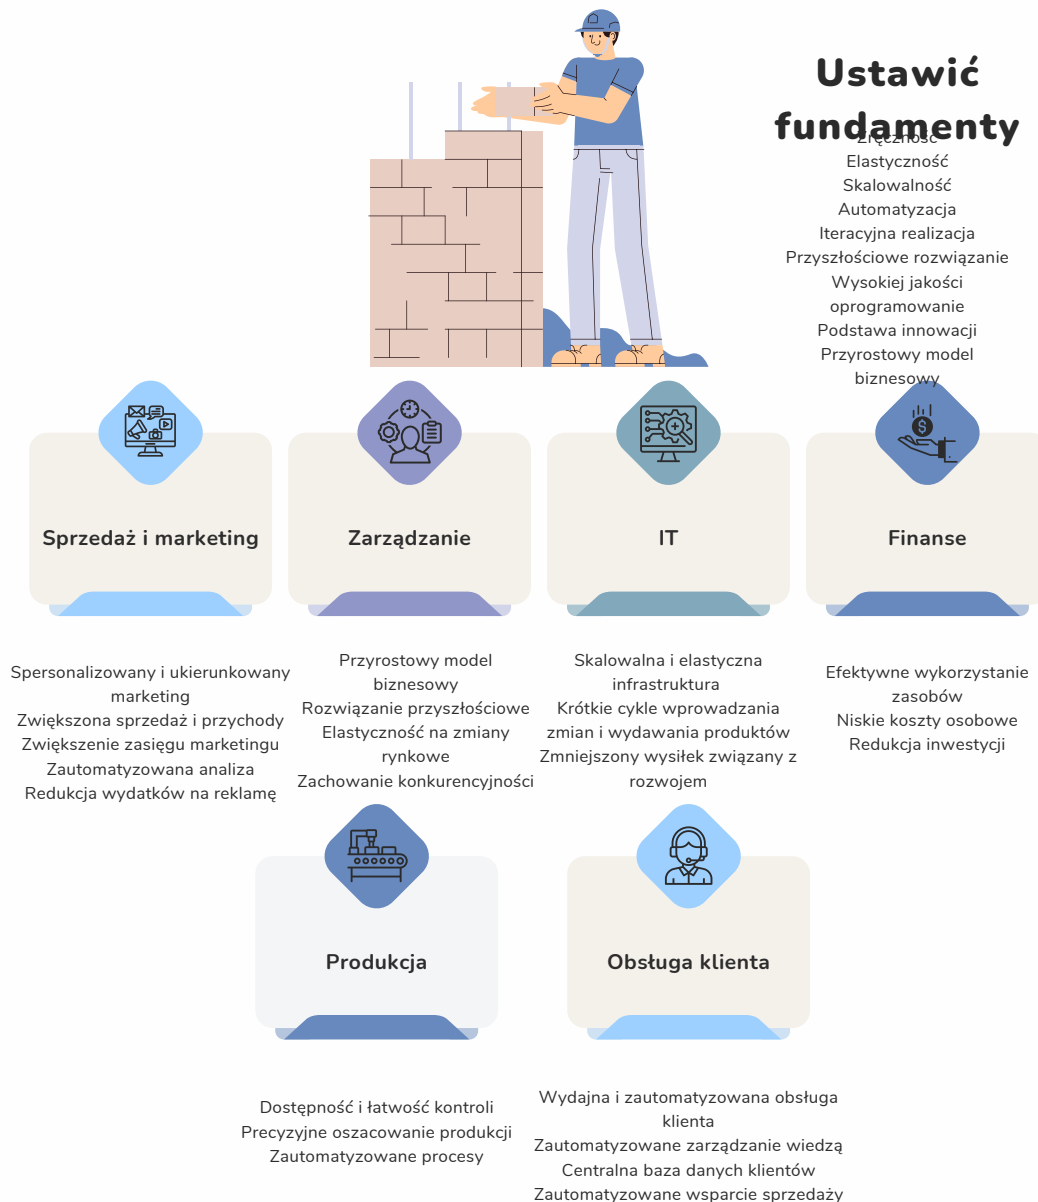 Ustawić
fundamenty
Zręczność
Elastyczność
Skalowalność
Automatyzacja
Iteracyjna realizacja
Przyszłościowe rozwiązanie
Wysokiej jakości
oprogramowanie
Podstawa innowacji
Przyrostowy model
biznesowy
Sprzedaż i marketing
Spersonalizowany i ukierunkowany
marketing
Zwiększona sprzedaż i przychody
Zwiększenie zasięgu marketingu
Zautomatyzowana analiza
Redukcja wydatków na reklamę
Zarządzanie
Przyrostowy model
biznesowy
Rozwiązanie przyszłościowe
Elastyczność na zmiany
rynkowe
Zachowanie konkurencyjności
IT
Skalowalna i elastyczna
infrastruktura
Krótkie cykle wprowadzania
zmian i wydawania produktów
Zmniejszony wysiłek związany z
rozwojem
Finanse
Efektywne wykorzystanie
zasobów
Niskie koszty osobowe
Redukcja inwestycji
Produkcja
Dostępność i łatwość kontroli
Precyzyjne oszacowanie produkcji
Zautomatyzowane procesy
Obsługa klienta
Wydajna i zautomatyzowana obsługa
klienta
Zautomatyzowane zarządzanie wiedzą
Centralna baza danych klientów
Zautomatyzowane wsparcie sprzedaży